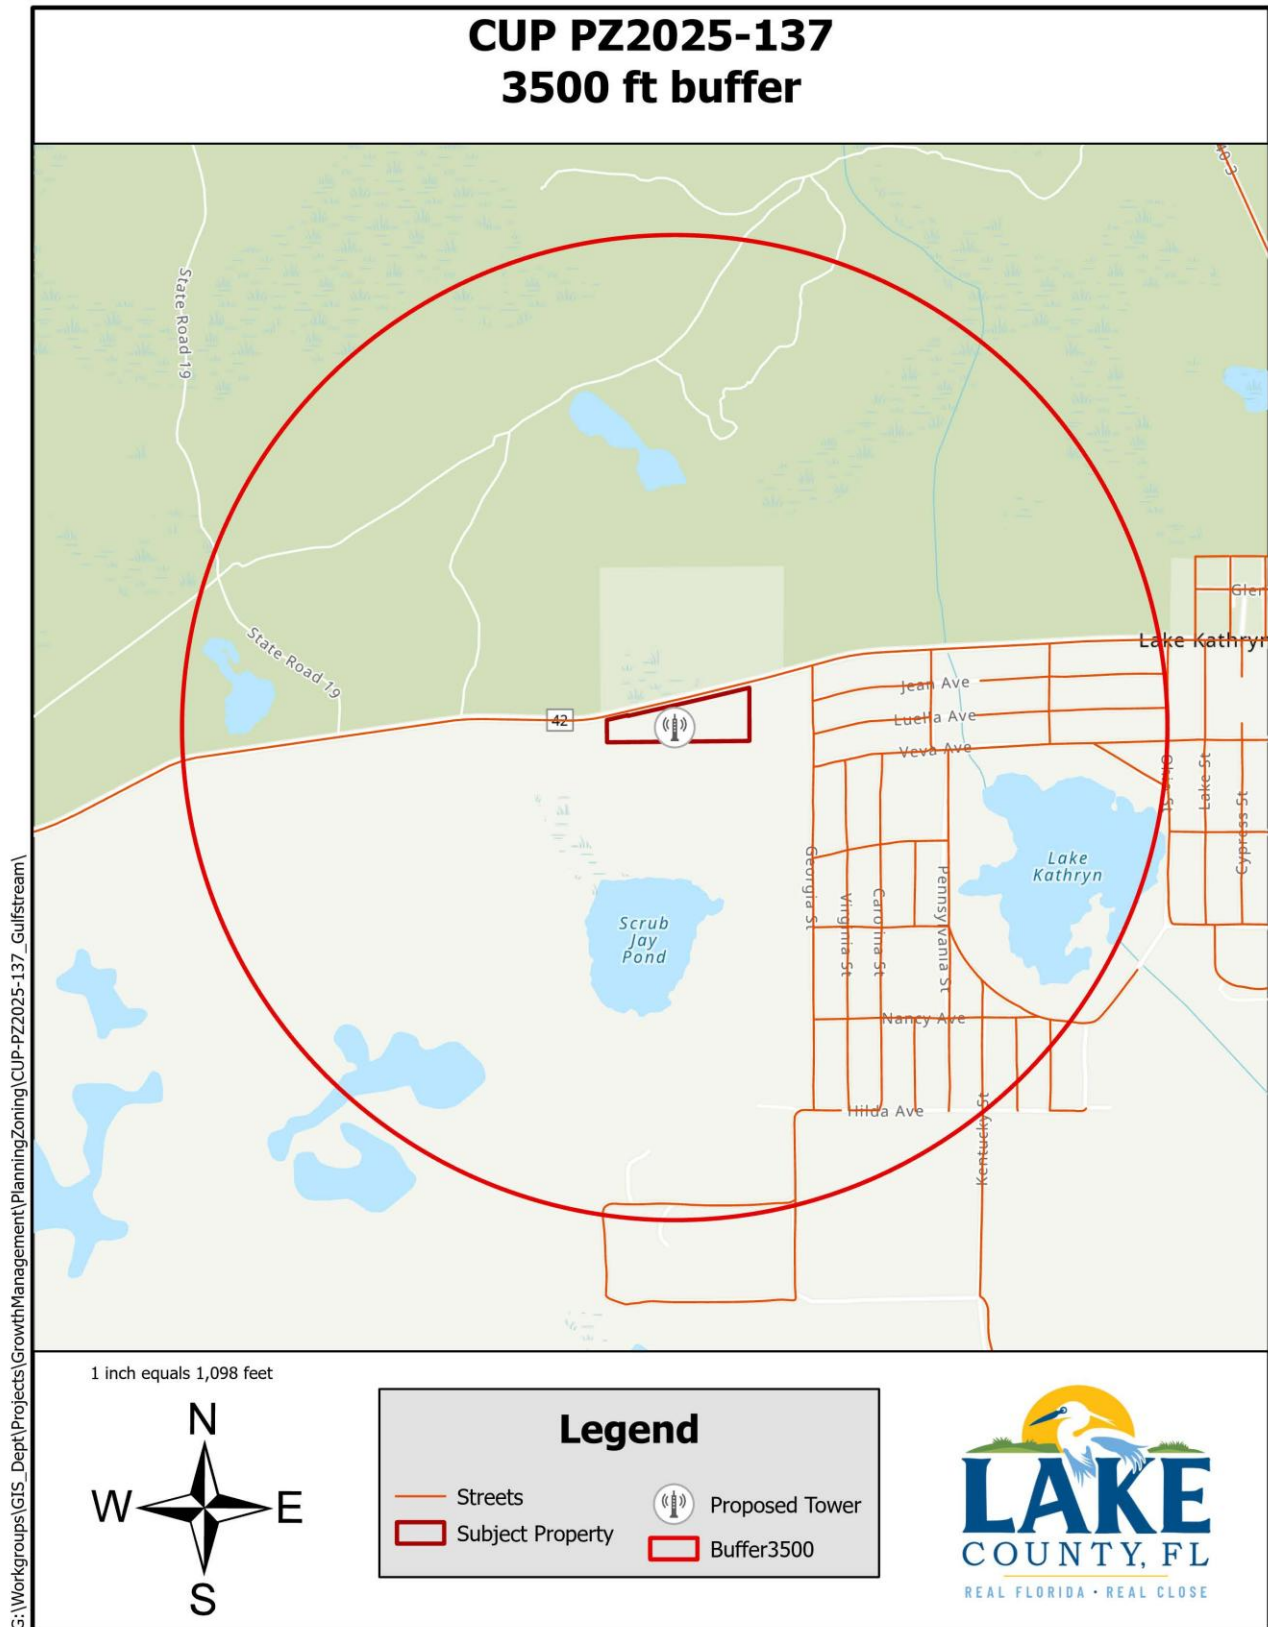 CUP PZ2025-137
3500 ft buffer
State Road 19
State Road 19
42
Jean Ave
Luella Ave
Veva Ave
Lake Kathryn
Lake St
Cypress St
Georgia St
Virginia St
Carolina St
Pennsylvania St
Lake
Kathryn
Scrub
Jay
Pond
Nancy Ave
Hilda Ave
Kentucky St
G:\Workgroups\GIS_Dept\Projects\GrowthManagement\PlanningZoning\CUP-PZ2025-137_Gulfstream\
1 inch equals 1,098 feet
N
W E
S
Legend
Streets
Subject Property
Proposed Tower
Buffer3500
LAKE
COUNTY, FL
REAL FLORIDA • REAL CLOSE